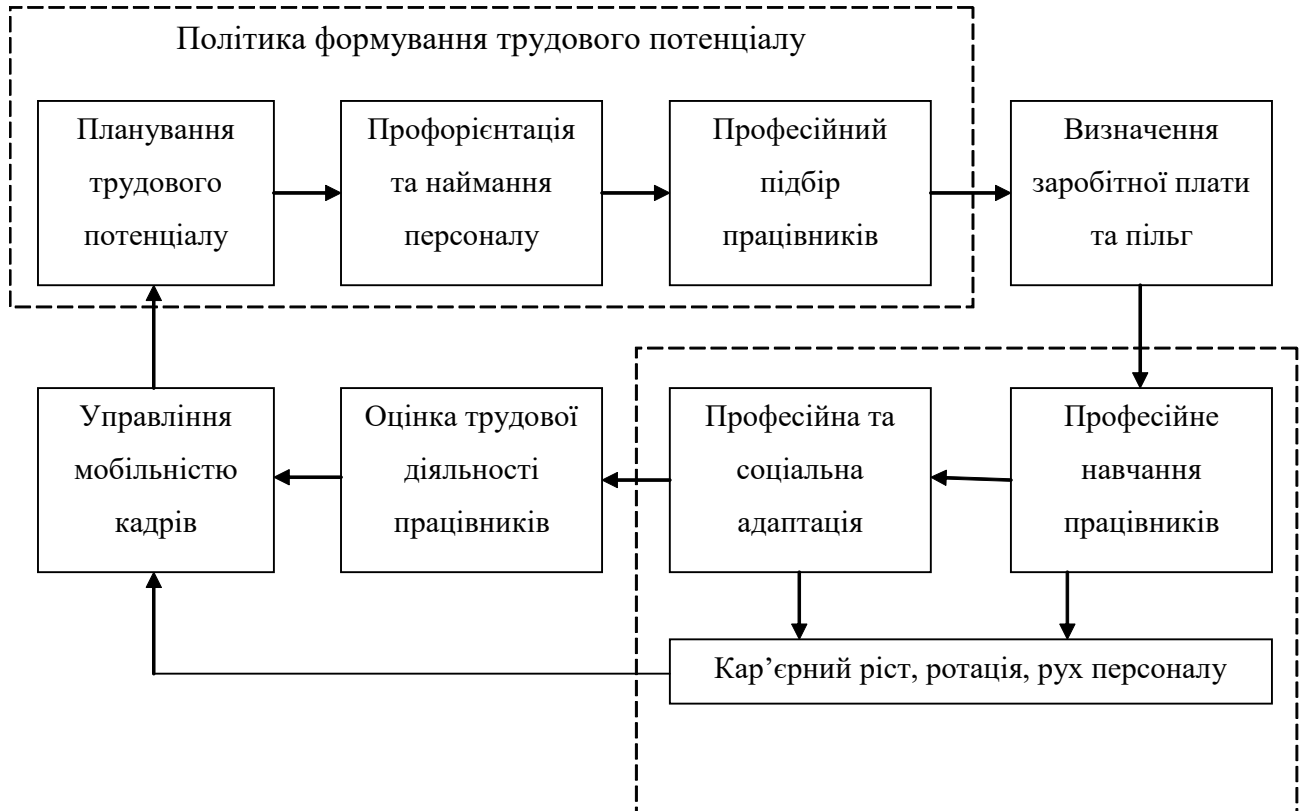 Політика формування трудового потенціалу
Планування
трудового
потенціалу
Профорієнтація
та наймання
персоналу
Професійний
підбір
працівників
Визначення
заробітної плати
та пільг
Управління
мобільністю
кадрів
Оцінка трудової
діяльності
працівників
Професійна та
соціальна
адаптація
Професійне
навчання
працівників
Кар’єрний ріст, ротація, рух персоналу